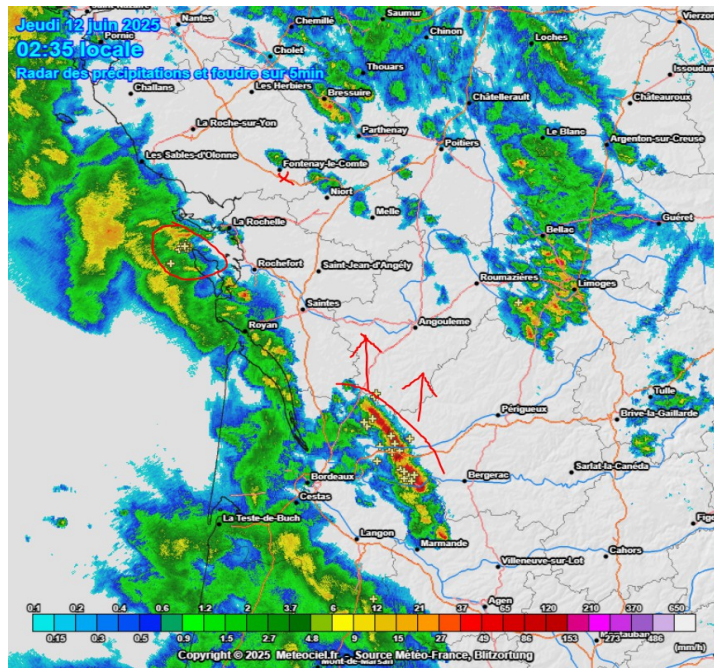 Jeudi 12 juin 2025
02:35 locale
Radar des précipitations et foudre sur 5min
Nantes
Pornic
Chemillé
Saumur
Chinon
Loches
Vierzon
Cholet
Thouars
Issoudun
Challans
Les Herbiers
Bressuire
Châtellerault
Châteauroux
La Roche-sur-Yon
Parthenay
Poitiers
Le Blanc
Argenton-sur-Creuse
Les Sables-d'Olonne
Fontenay-le-Comte
Niort
Melle
La Rochelle
Bellac
Guéret
Rochefort
Saint-Jean-d'Angély
Roumazières
Limoges
Saintes
Royan
Angouleme
Tulle
Périgueux
Brive-la-Gaillarde
Bordeaux
Bergerac
Sarlat-la-Canéda
Cestas
La Teste-de-Buch
Langon
Marmande
Cahors
Villeneuve-sur-Lot
Agen
0.1 0.2 0.4 0.6 1.2 2 3.7 6 12 21 37 65 120 210 370 650
0.15 0.3 0.5 0.9 1.5 2.7 4.8 9 15 27 49 86 153 273 486 (mm/h)
Copyright © 2025 Meteociel.fr - Source Météo-France, Blitzortung
Mont-de-Marsan